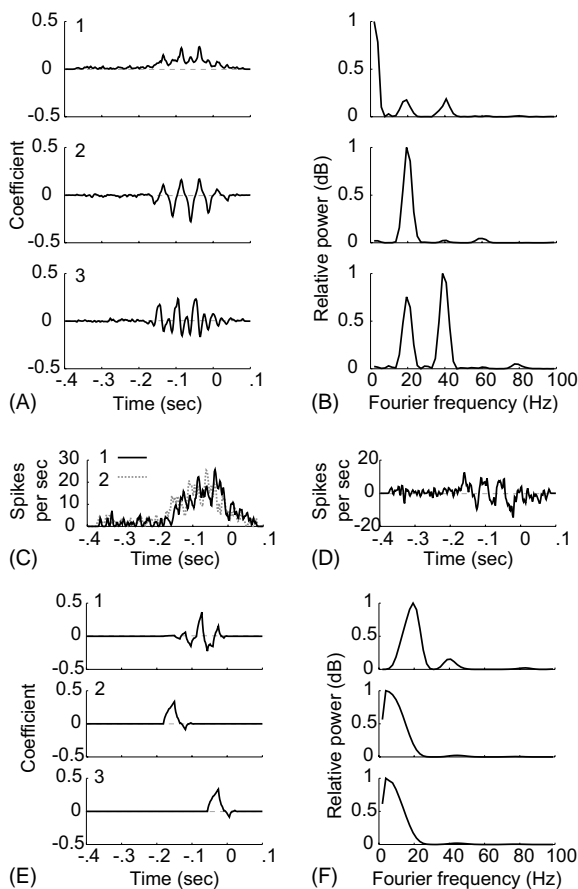 1
0.5
0
-0.5
2
0.5
0
-0.5
3
0.5
0
-0.5
Coefficient
-.4 -.3 -.2 -.1 0 .1
Time (sec)
(A)
1
0.5
0
1
0.5
0
1
0.5
0
Relative power (dB)
0 20 40 60 80 100
Fourier frequency (Hz)
(B)
30
20
10
0
1
2
Spikes
per sec
-.4 -.3 -.2 -.1 0 .1
Time (sec)
(C)
20
0
-20
Spikes
per sec
-.4 -.3 -.2 -.1 0 .1
Time (sec)
(D)
0.5
0
-0.5
1
0.5
0
-0.5
2
0.5
0
-0.5
3
Coefficient
-.4 -.3 -.2 -.1 0 .1
Time (sec)
(E)
1
0.5
0
1
0.5
0
1
0.5
0
Relative power (dB)
0 20 40 60 80 100
Fourier frequency (Hz)
(F)